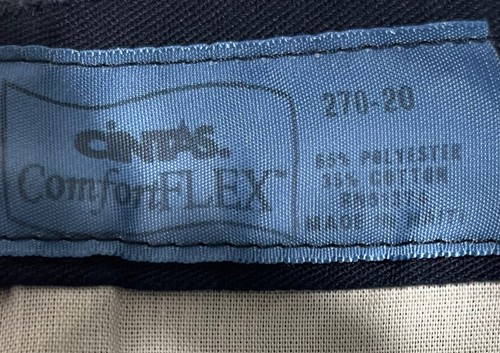 CINTAS.
ComfortFLEX™
270-20
65% POLYESTER
35% COTTON
MADE IN HAITI